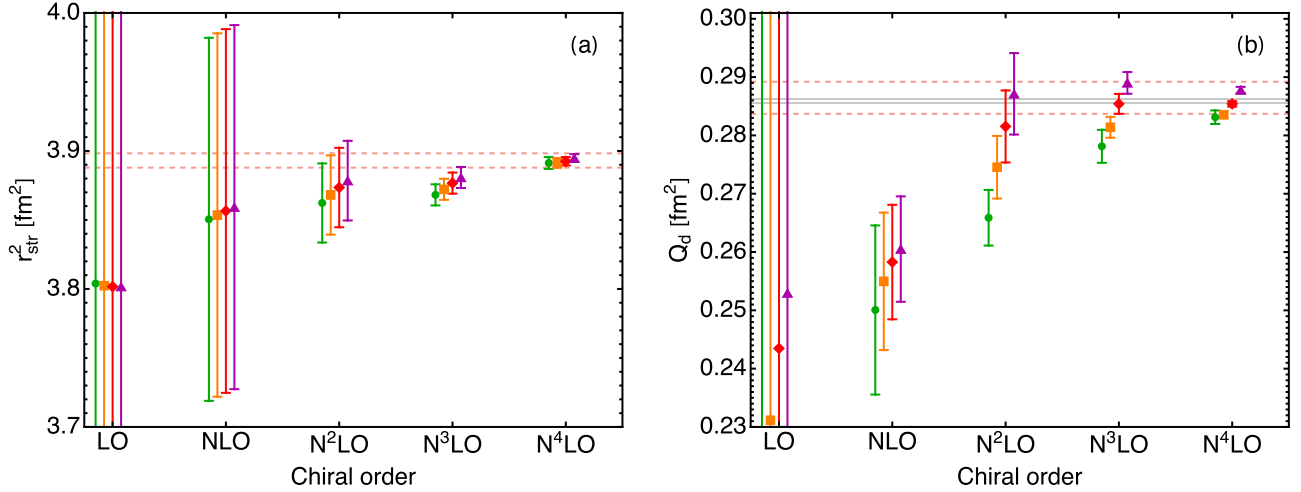 4.0
(a)
3.9
3.8
3.7
r²str [fm²]
LO NLO N²LO N³LO N⁴LO
Chiral order
0.30
(b)
0.29
0.28
0.27
0.26
0.25
0.24
0.23
Qd [fm²]
LO NLO N²LO N³LO N⁴LO
Chiral order